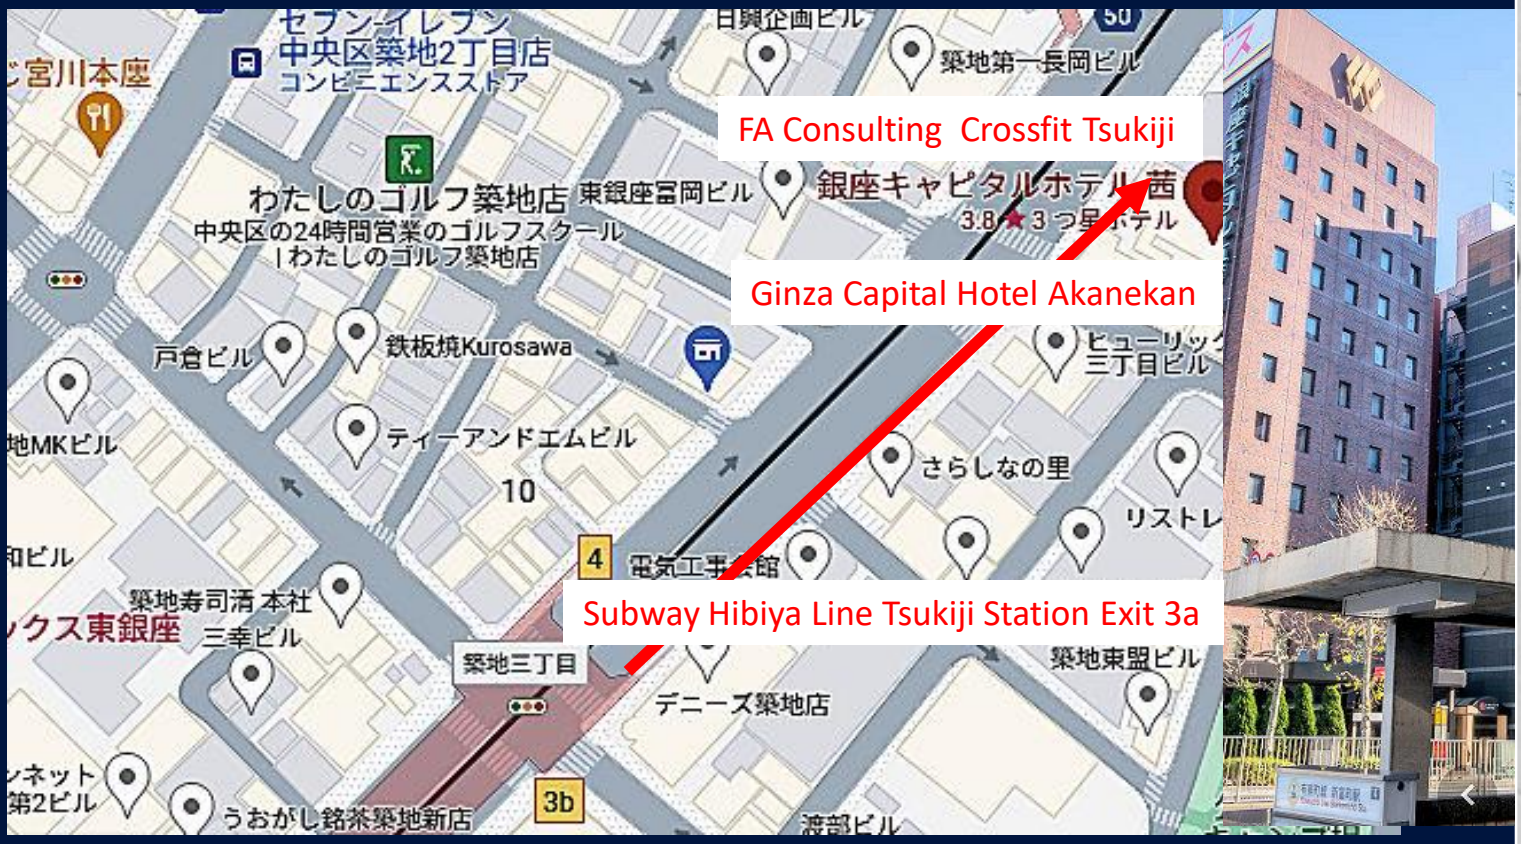 セブン-イレブン
中央区築地2丁目店
コンビニエンスストア
日興企画ビル
50
築地第一長岡ビル
宮川本廛
FA Consulting  Crossfit Tsukiji
わたしのゴルフ築地店
中央区の24時間営業のゴルフスクール
| わたしのゴルフ築地店
東銀座冨岡ビル
銀座キャピタルホテル 茜
3.8 ★ 3 つ星ホテル
Ginza Capital Hotel Akanekan
戸倉ビル
鉄板焼Kurosawa
ヒューリック
三丁目ビル
地MKビル
ティーアンドエムビル
さらしなの里
10
リストレ
和ビル
4
電気工事会館
Subway Hibiya Line Tsukiji Station Exit 3a
築地寿司清 本社
クス東銀座
三幸ビル
築地三丁目
築地東盟ビル
デニーズ築地店
ンネット
第2ビル
3b
うおがし銘茶築地新店
渡部ビル